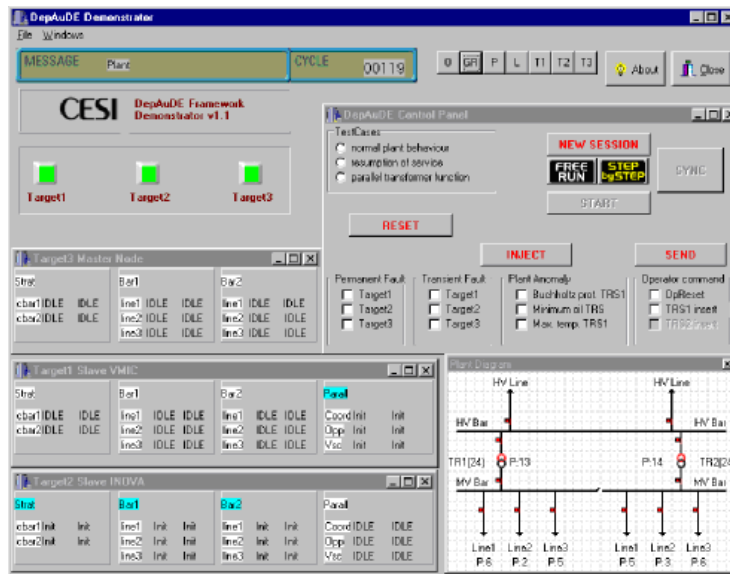 DepAuDE Demonstrator
File Windows
MESSAGE Plant CYCLE 00119
0 GR P L T1 T2 T3 About Close
CESI DepAuDE Framework
Demonstrator v1.1
Target1 Target2 Target3
DepAuDE Control Panel
TestCases
normal plant behaviour
resumption of service
parallel transformer function
NEW SESSION
FREE RUN STEP by STEP SYNC
START
RESET
INJECT SEND
Permanent Fault Transient Fault Plant Anomaly Operator command
Target1 Target1 Buchholtz prot. TRS1 OpReset
Target2 Target2 Minimum oil TRS TRS1 insert
Target3 Target3 Max. temp. TRS1 TRS2 insert
Target3 Master Node
Strat Bar1 Bar2
cbar1 IDLE IDLE line1 IDLE IDLE line1 IDLE IDLE
cbar2 IDLE IDLE line2 IDLE IDLE line2 IDLE IDLE
line3 IDLE IDLE line3 IDLE IDLE
Target1 Slave VMIC
Strat Bar1 Bar2 Parall
cbar1 IDLE IDLE line1 IDLE IDLE line1 IDLE IDLE Coord Init Init
cbar2 IDLE IDLE line2 IDLE IDLE line2 IDLE IDLE Opp Init Init
line3 IDLE IDLE line3 IDLE IDLE Vsc Init Init
Target2 Slave INOVA
Strat Bar1 Bar2 Parall
cbar1 Init Init line1 Init Init line1 Init Init Coord IDLE IDLE
cbar2 Init Init line2 Init Init line2 Init Init Opp IDLE IDLE
line3 Init Init line3 Init Init Vsc IDLE IDLE
Plant Diagram
HV Line HV Line
HV Bar HV Bar
TR1(24) P:13 P:14 TR2(24
MV Bar MV Bar
Line1 Line2 Line3 Line1 Line2 Line3
P:6 P:2 P:5 P:5 P:3 P:6